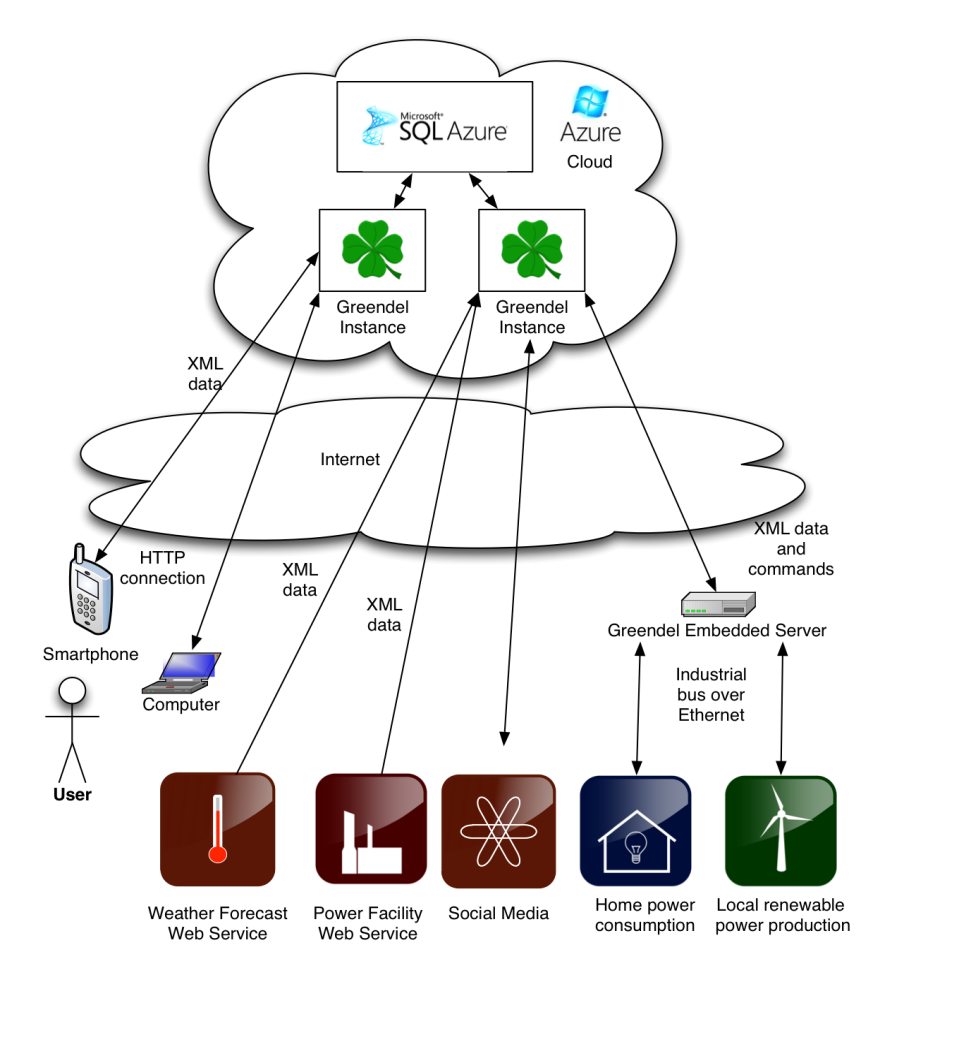 Microsoft®
SQL Azure
Azure
Cloud
Greendel
Instance
Greendel
Instance
XML
data
Internet
XML data
and
commands
HTTP
connection
XML
data
XML
data
Greendel Embedded Server
Smartphone
Industrial
bus over
Ethernet
Computer
User
Weather Forecast
Web Service
Power Facility
Web Service
Social Media
Home power
consumption
Local renewable
power production